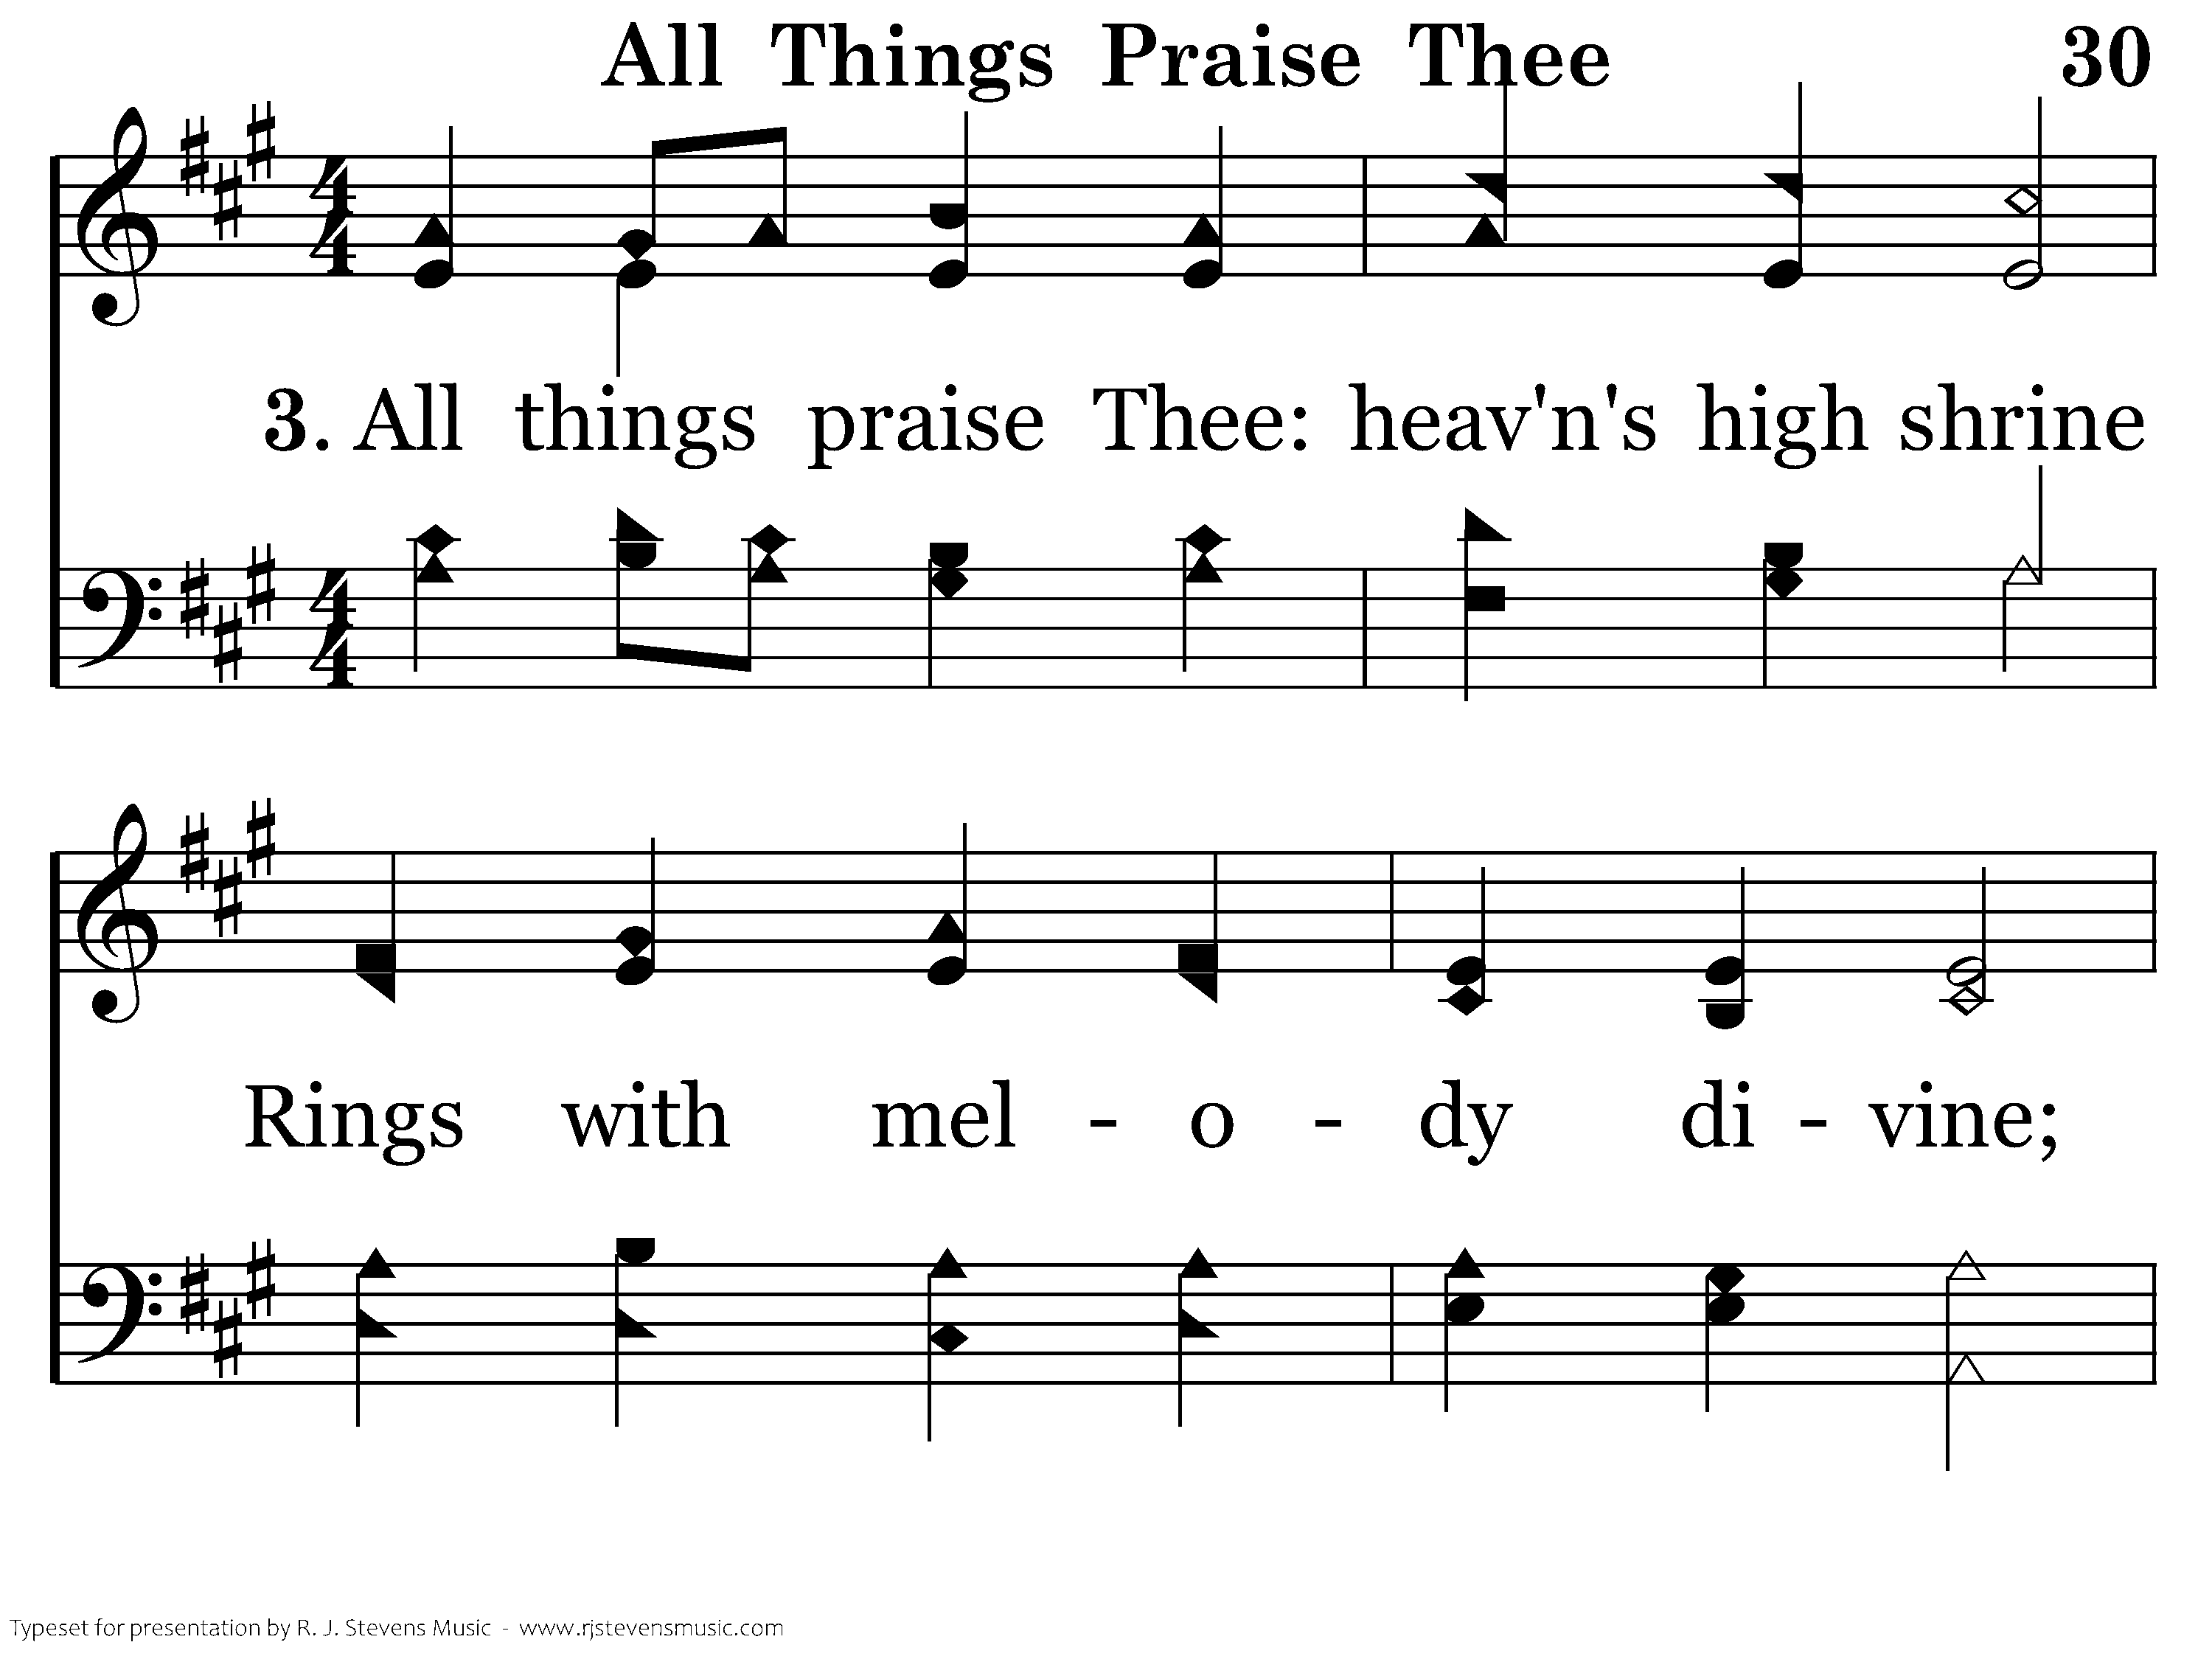 All Things Praise Thee 30
3. All things praise Thee: heav'n's high shrine
Rings with mel - o - dy di - vine;
Typeset for presentation by R. J. Stevens Music - www.rjstevensmusic.com